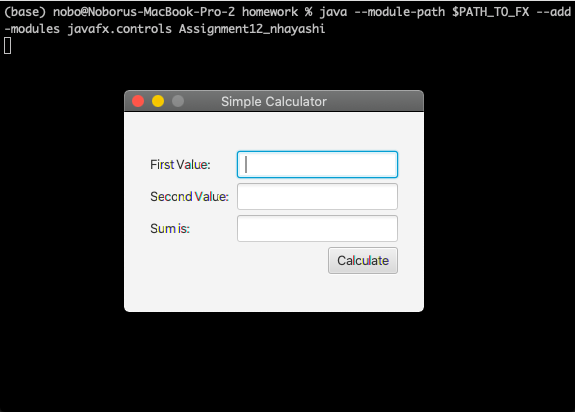 (base) nobo@Noborus-MacBook-Pro-2 homework % java --module-path $PATH_TO_FX --add
-modules javafx.controls Assignment12_nhayashi
Simple Calculator
First Value:
Second Value:
Sum is:
Calculate